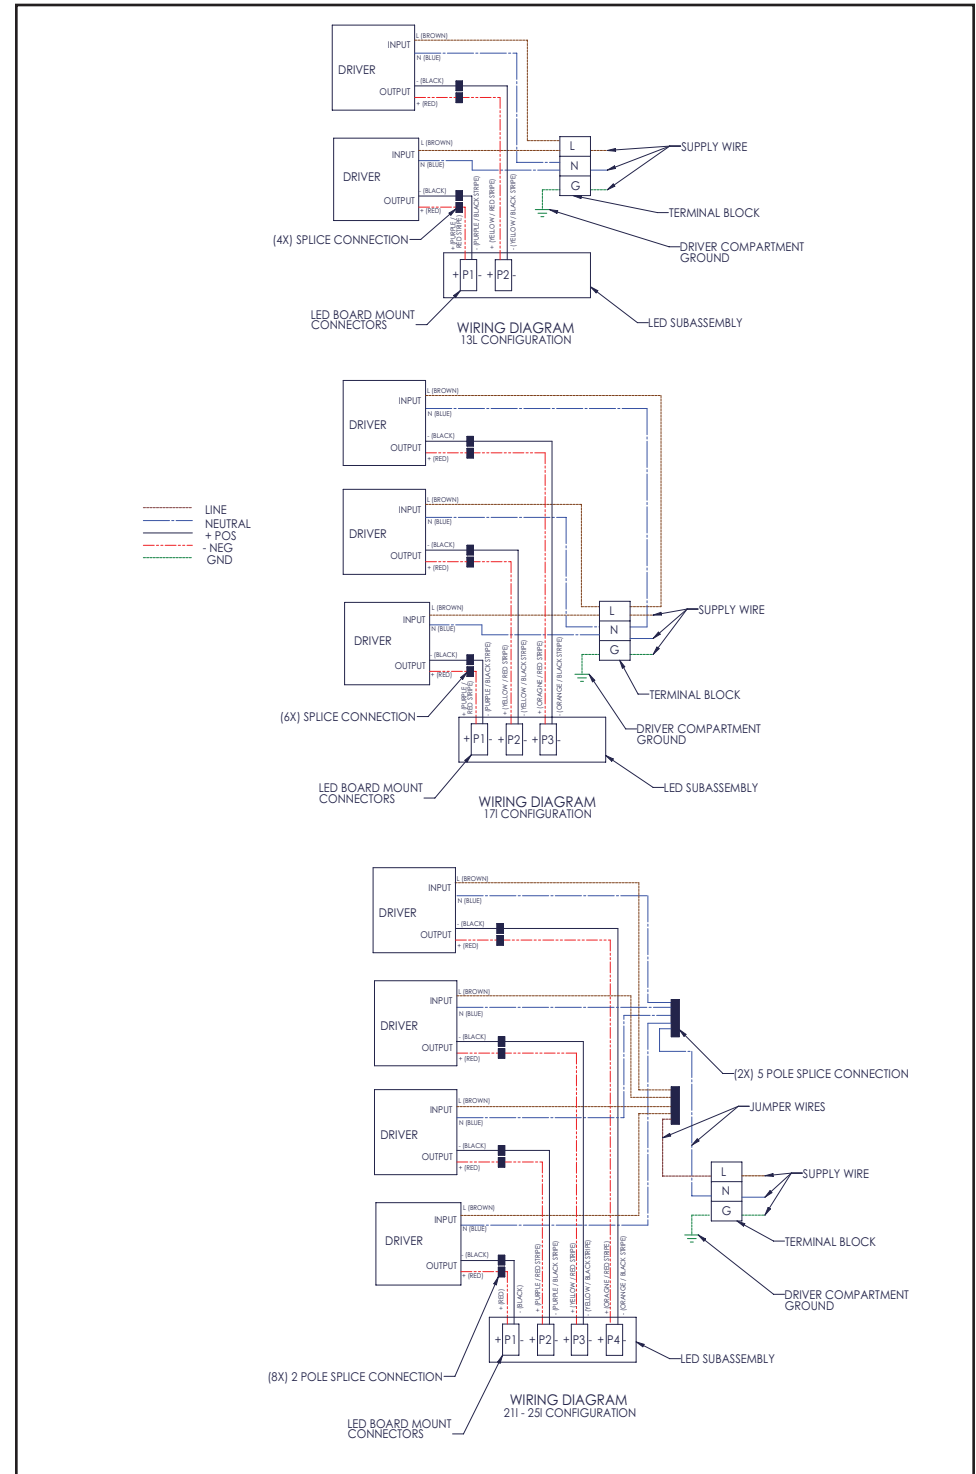 L (BROWN)
INPUT
N (BLUE)
DRIVER
- (BLACK)
OUTPUT
+ (RED)
L (BROWN)
INPUT
N (BLUE)
DRIVER
- (BLACK)
OUTPUT
+ (RED)
L
N
G
SUPPLY WIRE
TERMINAL BLOCK
(4X) SPLICE CONNECTION
+ (PURPLE /
RED STRIPE)
- (PURPLE / BLACK STRIPE)
+ (YELLOW / RED STRIPE)
- (YELLOW / BLACK STRIPE)
DRIVER COMPARTMENT
GROUND
+ P1 - + P2 -
LED BOARD MOUNT
CONNECTORS
LED SUBASSEMBLY
WIRING DIAGRAM
13L CONFIGURATION
L (BROWN)
INPUT
N (BLUE)
DRIVER
- (BLACK)
OUTPUT
+ (RED)
L (BROWN)
INPUT
N (BLUE)
DRIVER
- (BLACK)
OUTPUT
+ (RED)
LINE
NEUTRAL
+ POS
- NEG
GND
L (BROWN)
INPUT
N (BLUE)
DRIVER
- (BLACK)
OUTPUT
+ (RED)
L
N
G
SUPPLY WIRE
TERMINAL BLOCK
(6X) SPLICE CONNECTION
+ (PURPLE /
RED STRIPE)
- (PURPLE / BLACK STRIPE)
+ (YELLOW / RED STRIPE)
- (YELLOW / BLACK STRIPE)
+ (ORAGNE / RED STRIPE)
- (ORANGE / BLACK STRIPE)
DRIVER COMPARTMENT
GROUND
+ P1 - + P2 - + P3 -
LED BOARD MOUNT
CONNECTORS
LED SUBASSEMBLY
WIRING DIAGRAM
17I CONFIGURATION
L (BROWN)
INPUT
N (BLUE)
DRIVER
- (BLACK)
OUTPUT
+ (RED)
L (BROWN)
INPUT
N (BLUE)
DRIVER
- (BLACK)
OUTPUT
+ (RED)
(2X) 5 POLE SPLICE CONNECTION
L (BROWN)
INPUT
N (BLUE)
DRIVER
- (BLACK)
OUTPUT
+ (RED)
JUMPER WIRES
L
N
G
SUPPLY WIRE
TERMINAL BLOCK
L (BROWN)
INPUT
N (BLUE)
DRIVER
- (BLACK)
OUTPUT
+ (RED)
+ (RED)
- (BLACK)
+ (PURPLE / RED STRIPE)
- (PURPLE / BLACK STRIPE)
+ (YELLOW / RED STRIPE)
- (YELLOW / BLACK STRIPE)
+ (ORAGNE / RED STRIPE)
- (ORANGE / BLACK STRIPE)
DRIVER COMPARTMENT
GROUND
+ P1 - + P2 - + P3 - + P4 -
LED SUBASSEMBLY
(8X) 2 POLE SPLICE CONNECTION
WIRING DIAGRAM
21I - 25I CONFIGURATION
LED BOARD MOUNT
CONNECTORS